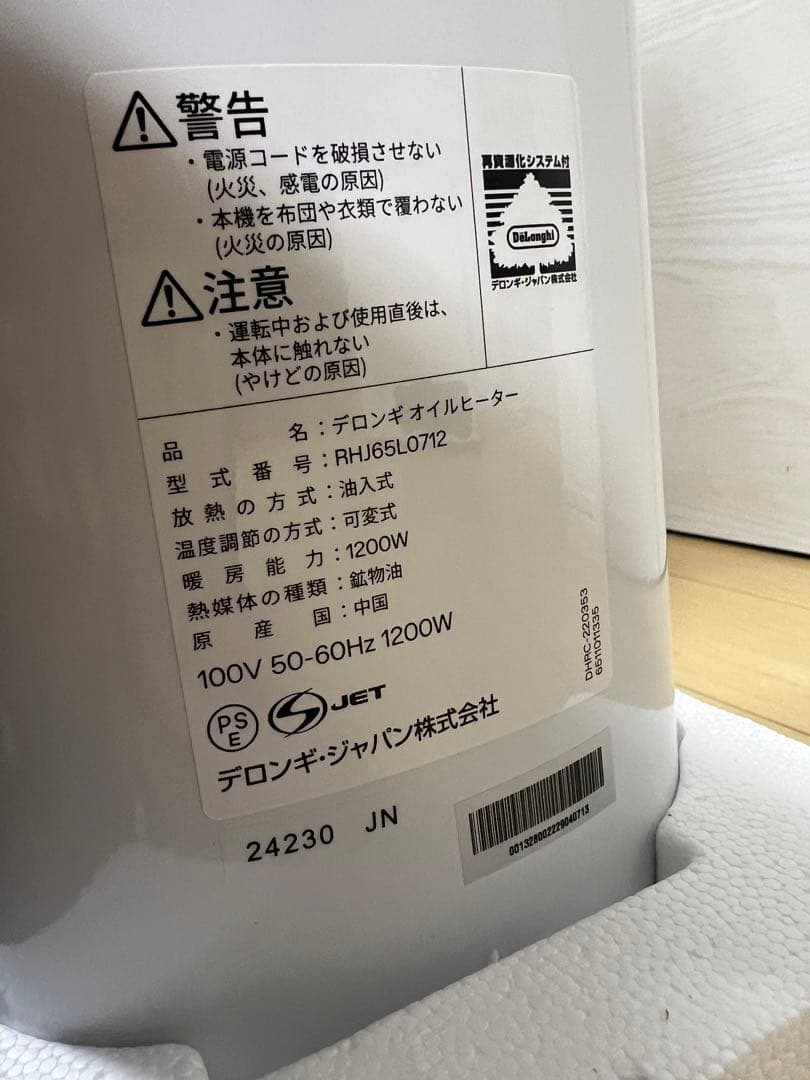 警告
・電源コードを破損させない
(火災、感電の原因)
・本機を布団や衣類で覆わない
(火災の原因)
注意
・運転中および使用直後は、
本体に触れない
(やけどの原因)
再資源化システム付
DeLonghi
デロンギ・ジャパン株式会社
品名：デロンギ オイルヒーター
型式番号：RHJ65L0712
放熱の方式：油入式
温度調節の方式：可変式
暖房能力：1200W
熱媒体の種類：鉱物油
原産国：中国
100V 50-60Hz 1200W
PSE
JET
デロンギ・ジャパン株式会社
DHRC-220353
6511011335
24230 JN
001328002229040713